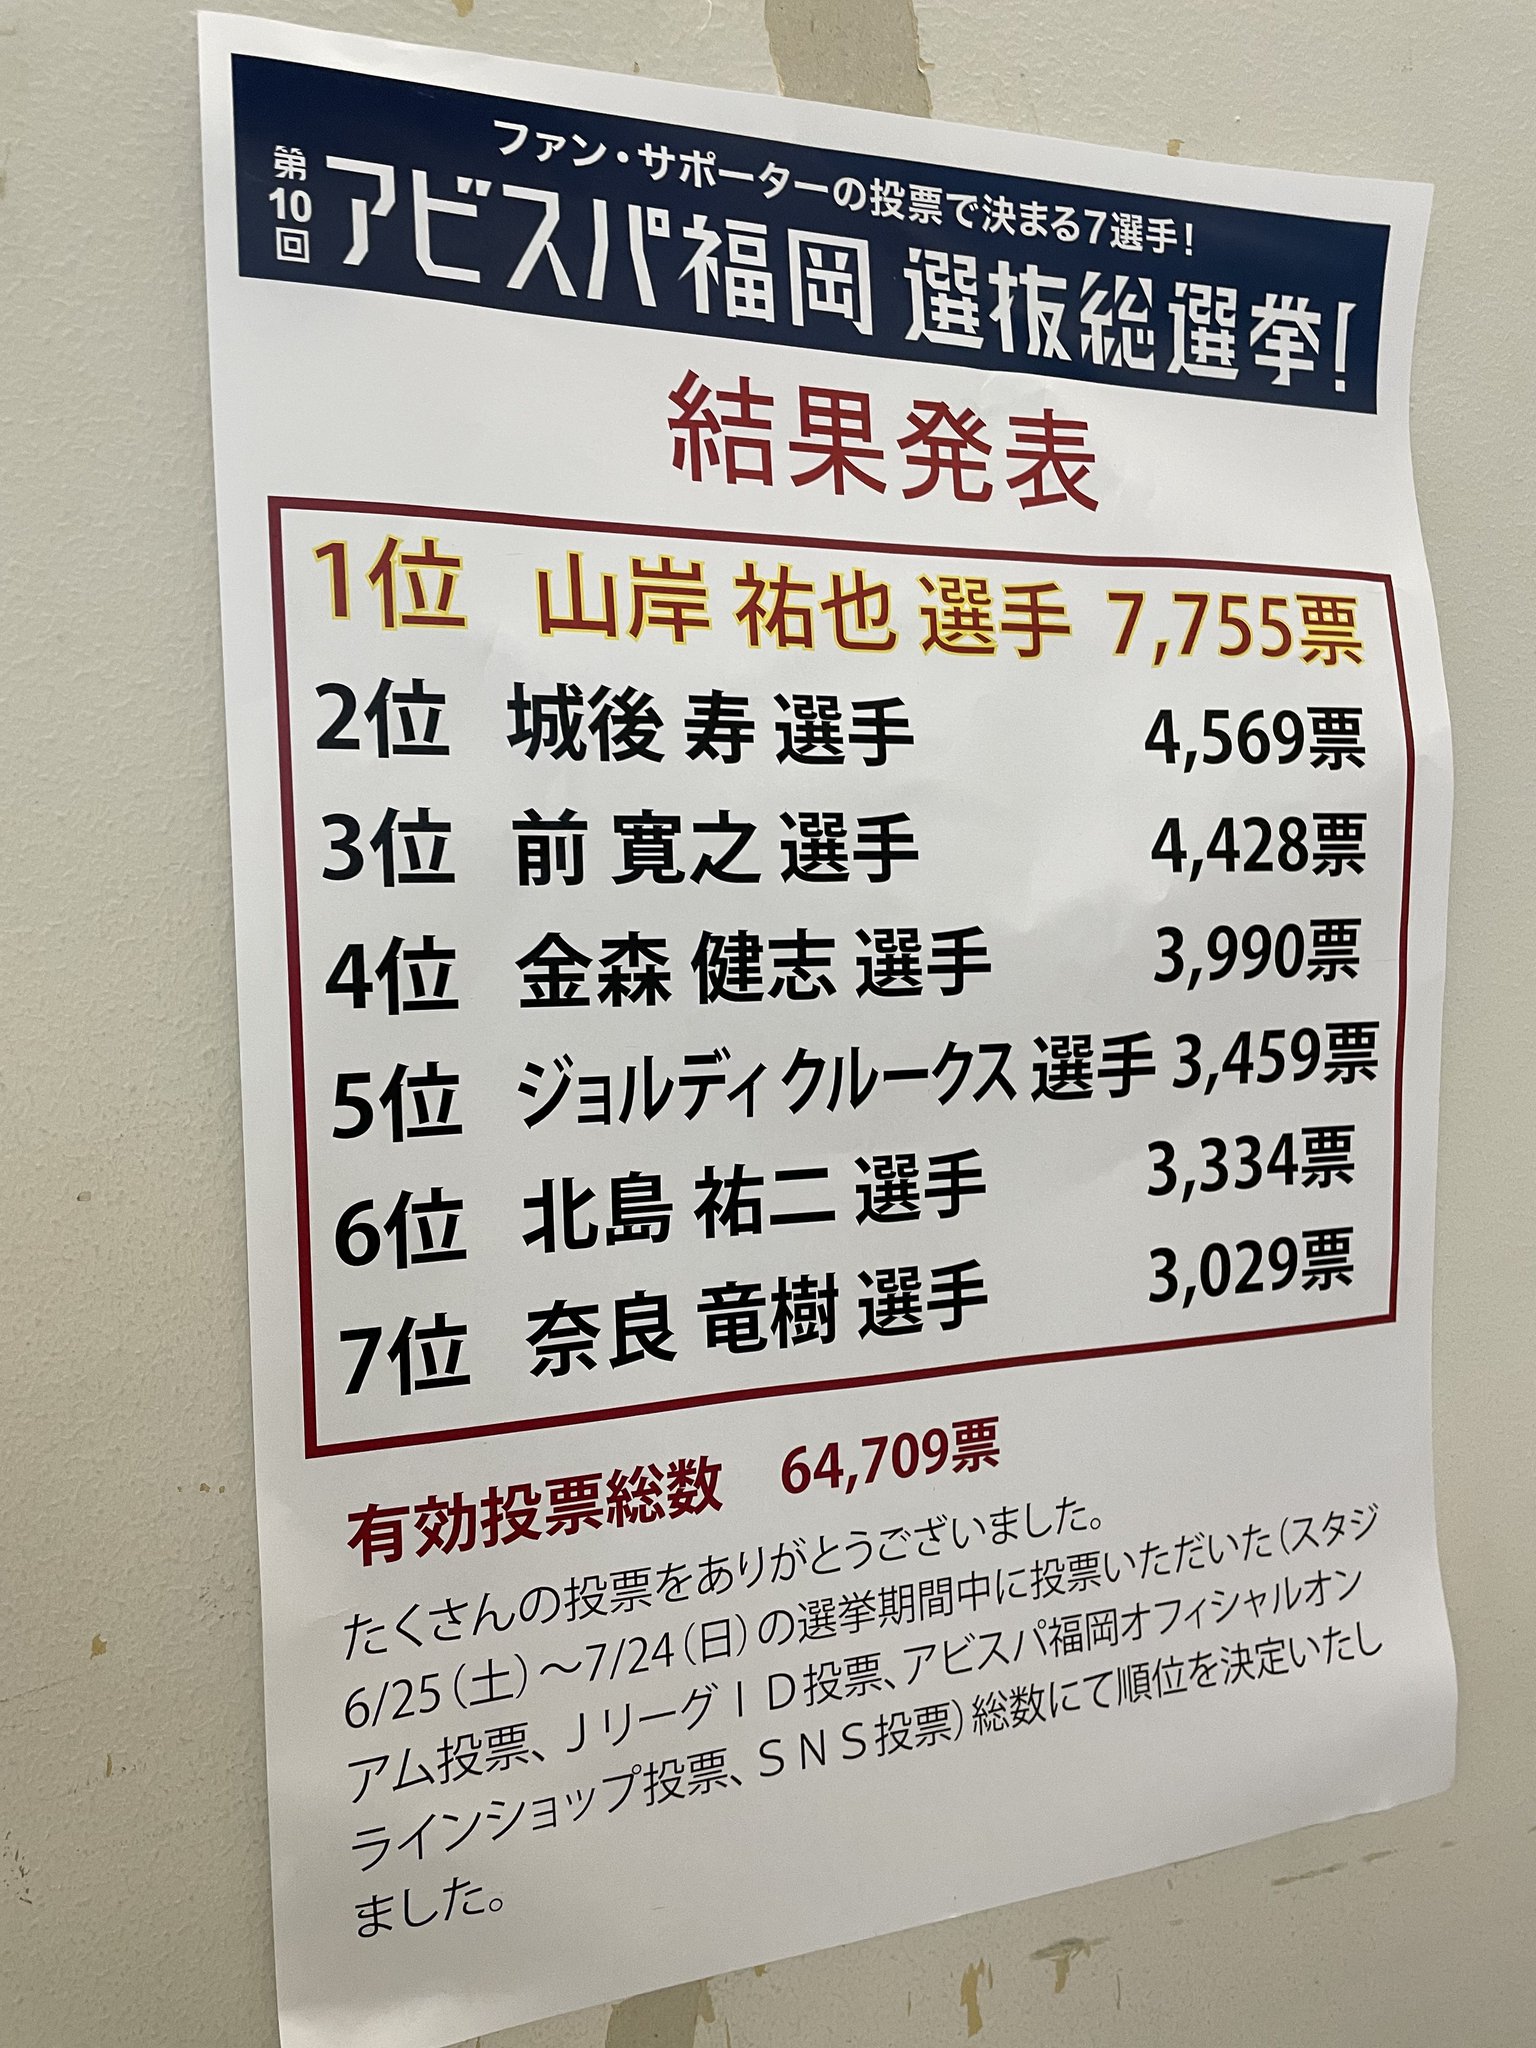 ファン・サポーターの投票で決まる7選手!
第10回 アビスパ福岡 選抜総選挙!
結果発表
1位 山岸 祐也 選手 7,755票
2位 城後 寿 選手 4,569票
3位 前 寛之 選手 4,428票
4位 金森 健志 選手 3,990票
5位 ジョルディ クルークス 選手 3,459票
6位 北島 祐二 選手 3,334票
7位 奈良 竜樹 選手 3,029票
有効投票総数 64,709票
たくさんの投票をありがとうございました。
6/25（土）～7/24（日）の選挙期間中に投票いただいた（スタジ
アム投票、ＪリーグＩＤ投票、アビスパ福岡オフィシャルオン
ラインショップ投票、ＳＮＳ投票）総数にて順位を決定いたし
ました。